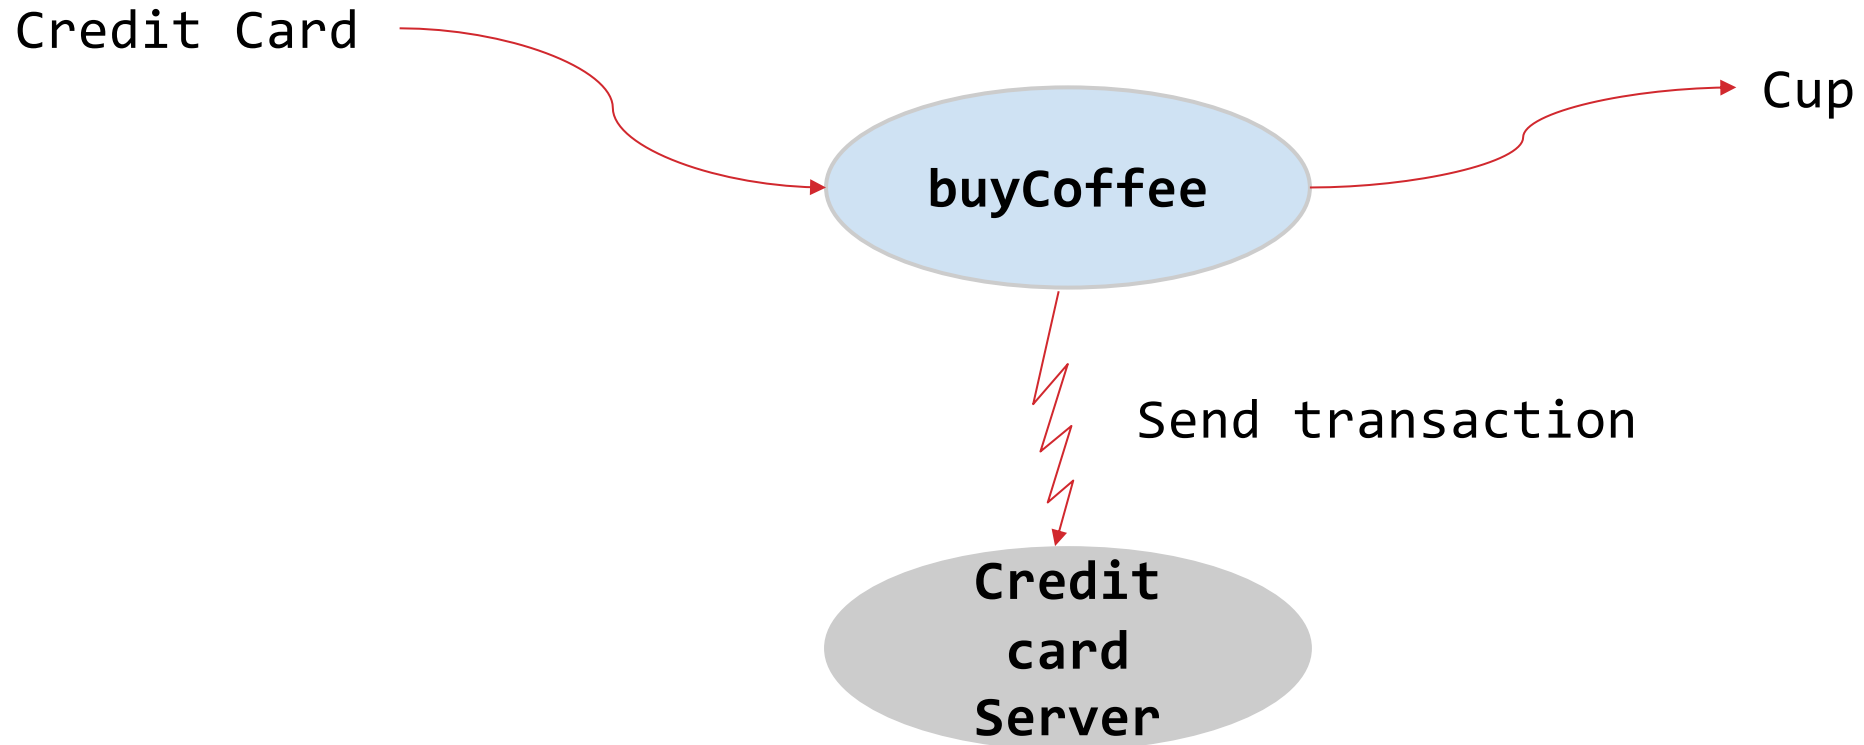 Credit Card
Cup
buyCoffee
Send transaction
Credit
card
Server